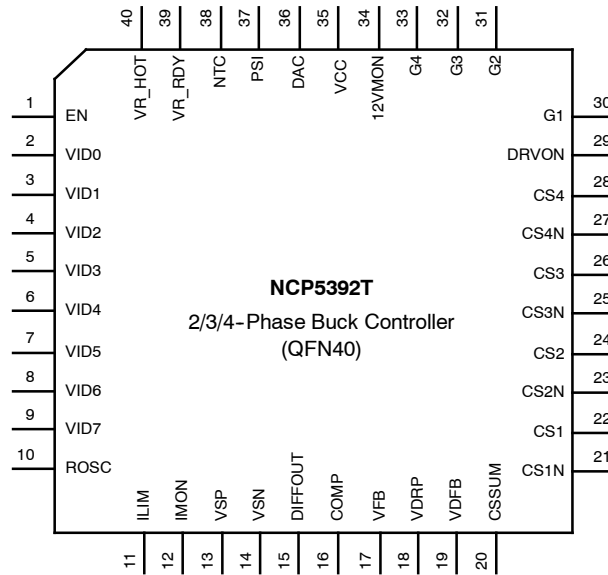 40 39 38 37 36 35 34 33 32 31
VR_HOT VR_RDY NTC PSI DAC VCC 12VMON G4 G3 G2
1 EN G1 30
2 VID0 DRVON 29
3 VID1 CS4 28
4 VID2 CS4N 27
5 VID3 CS3 26
6 VID4 CS3N 25
7 VID5 CS2 24
8 VID6 CS2N 23
9 VID7 CS1 22
10 ROSC CS1N 21
NCP5392T
2/3/4-Phase Buck Controller
(QFN40)
ILIM IMON VSP VSN DIFFOUT COMP VFB VDRP VDFB CSSUM
11 12 13 14 15 16 17 18 19 20